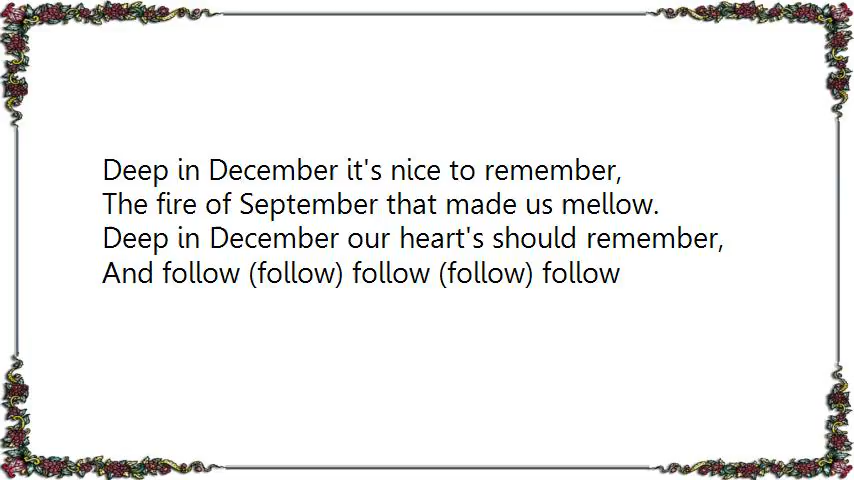 Deep in December it's nice to remember,
The fire of September that made us mellow.
Deep in December our heart's should remember,
And follow (follow) follow (follow) follow